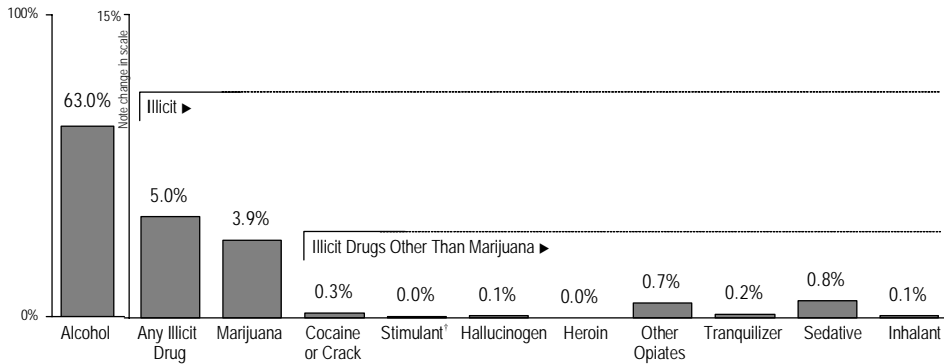 100%
15%
Note change in scale
Illicit ►
63.0%
5.0%
3.9%
Illicit Drugs Other Than Marijuana ►
0.3%
0.0%
0.1%
0.0%
0.7%
0.2%
0.8%
0.1%
0%
Alcohol
Any Illicit
Drug
Marijuana
Cocaine
or Crack
Stimulant†
Hallucinogen
Heroin
Other
Opiates
Tranquilizer
Sedative
Inhalant